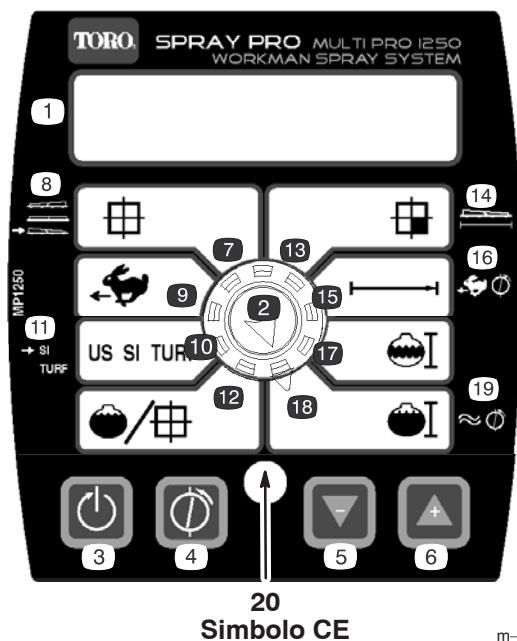 TORO. SPRAY PRO MULTI PRO 1250
WORKMAN SPRAY SYSTEM
1
8
14
7
13
16
9
2
15
MP1250
11
→ SI
TURF
US SI TUR
10
17
12
18
19
3
4
5
6
20
Simbolo CE
m–